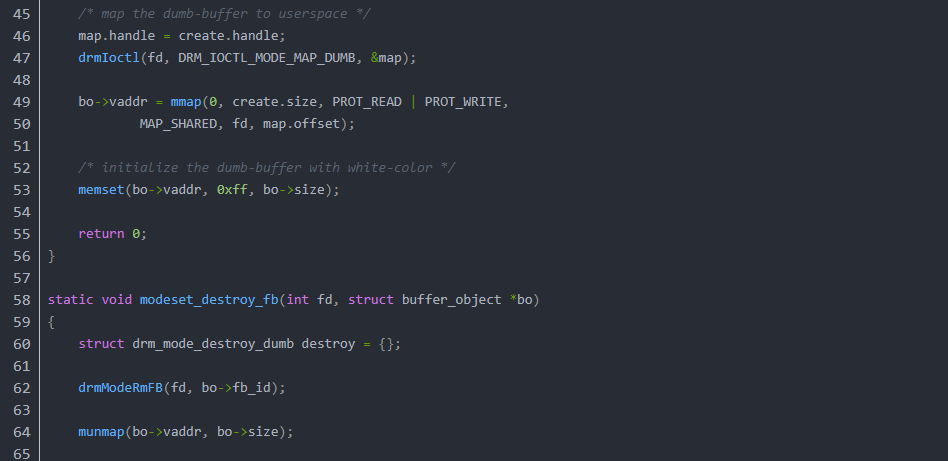 45 /* map the dumb-buffer to userspace */
46 map.handle = create.handle;
47 drmIoctl(fd, DRM_IOCTL_MODE_MAP_DUMB, &map);
48
49 bo->vaddr = mmap(0, create.size, PROT_READ | PROT_WRITE,
50 MAP_SHARED, fd, map.offset);
51
52 /* initialize the dumb-buffer with white-color */
53 memset(bo->vaddr, 0xff, bo->size);
54
55 return 0;
56 }
57
58 static void modeset_destroy_fb(int fd, struct buffer_object *bo)
59 {
60 struct drm_mode_destroy_dumb destroy = {};
61
62 drmModeRmFB(fd, bo->fb_id);
63
64 munmap(bo->vaddr, bo->size);
65